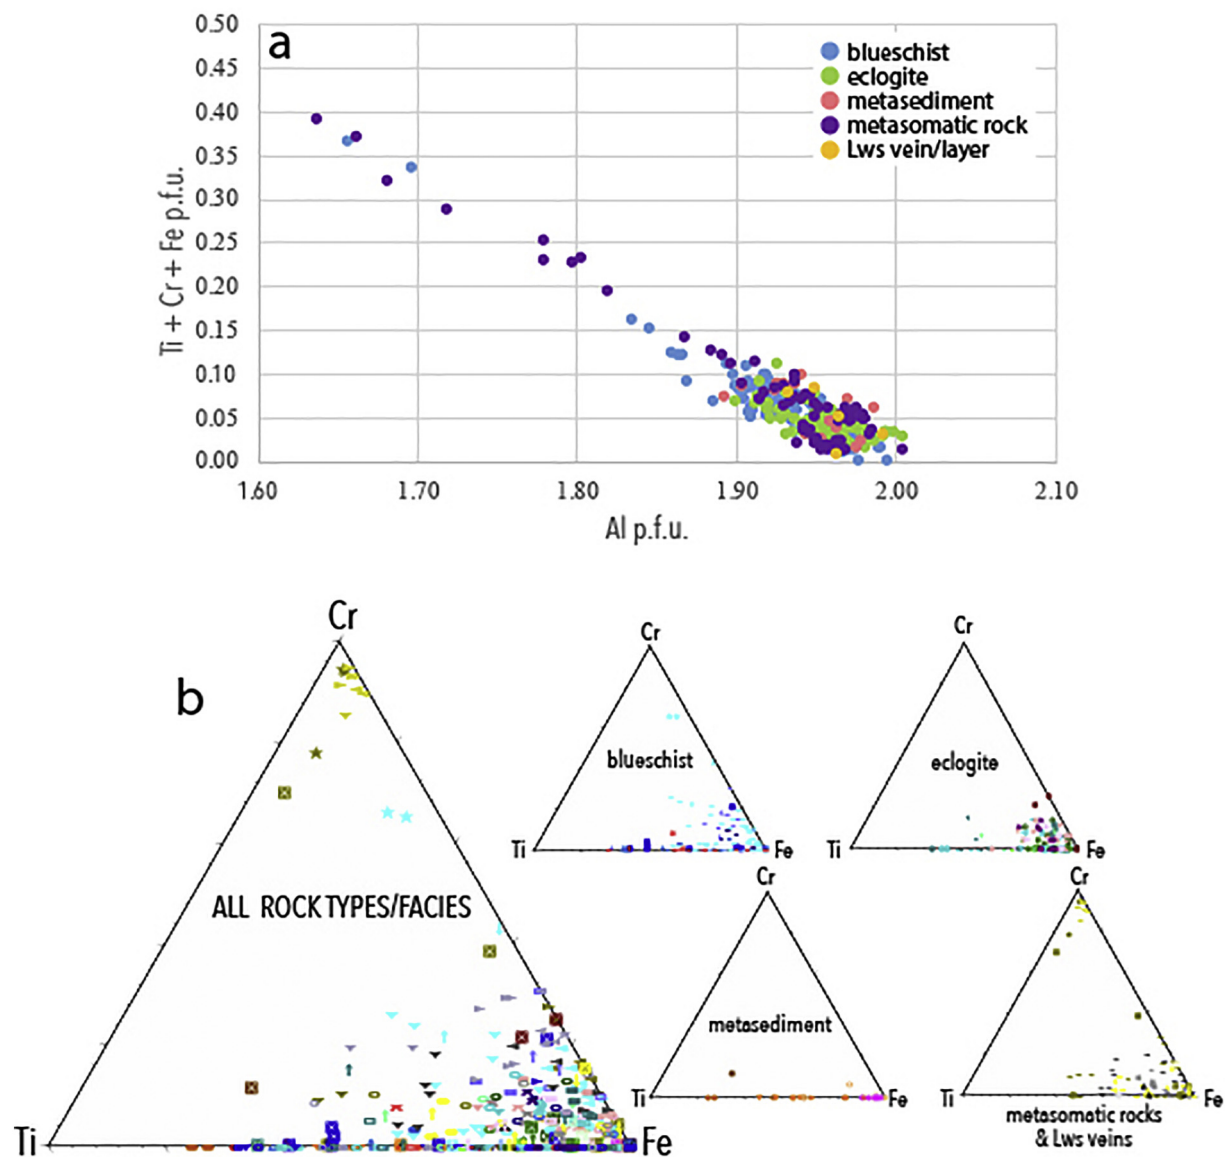 a
0.50
0.45
0.40
0.35
0.30
0.25
0.20
0.15
0.10
0.05
0.00
Ti + Cr + Fe p.f.u.
blueschist
eclogite
metasediment
metasomatic rock
Lws vein/layer
1.60 1.70 1.80 1.90 2.00 2.10
Al p.f.u.
b
Cr
ALL ROCK TYPES/FACIES
Ti Fe
Cr
blueschist
Ti Fe
Cr
eclogite
Ti Fe
Cr
metasediment
Ti Fe
Cr
Ti Fe
metasomatic rocks
& Lws veins